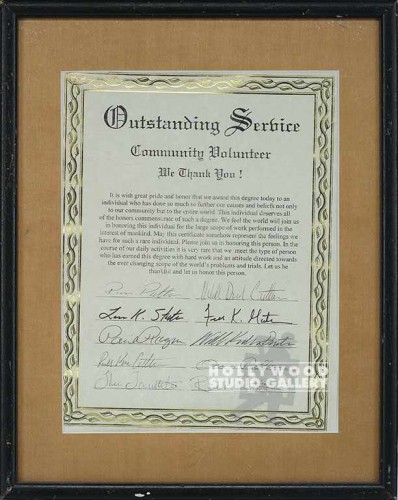 Outstanding Service
Community Volunteer
We Thank You !
It is with great pride and honor that we award this degree today to an
individual who has done so much to further our causes and beliefs not only
to our community but to the entire world. This individual deserves all
of the honors commensurate of such a degree. We feel the world will join us
in honoring this individual for the large scope of work performed in the
interest of mankind. May this certificate somehow represent the feelings we
have for such a rare individual. Please join us in honoring this person. In the
course of our daily activities it is very rare that we meet the type of person
who has earned this degree with hard work and an attitude directed towards
the ever changing scope of the world's problems and trials. Let us be
thankful and let us honor this person.
HOLLYWOOD
STUDIO GALLERY